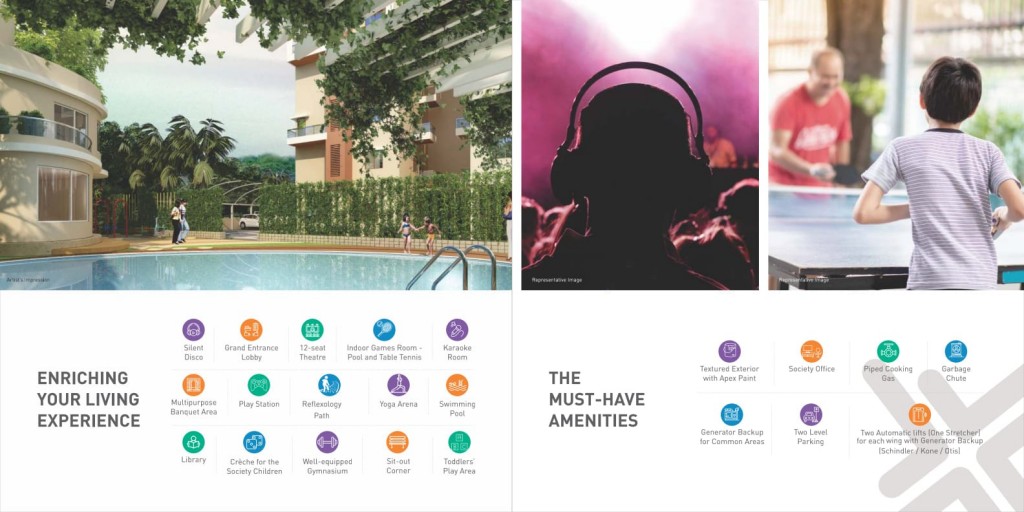 Artist's impression
Representative image
Representative image
ENRICHING
YOUR LIVING
EXPERIENCE
Silent
Disco
Grand Entrance
Lobby
12-seat
Theatre
Indoor Games Room -
Pool and Table Tennis
Karaoke
Room
Multipurpose
Banquet Area
Play Station
Reflexology
Path
Yoga Arena
Swimming
Pool
Library
Crèche for the
Society Children
Well-equipped
Gymnasium
Sit-out
Corner
Toddlers'
Play Area
THE
MUST-HAVE
AMENITIES
Textured Exterior
with Apex Paint
Society Office
Piped Cooking
Gas
Garbage
Chute
Generator Backup
for Common Areas
Two Level
Parking
Two Automatic lifts (One Stretcher)
for each wing with Generator Backup
(Schindler / Kone / Otis)